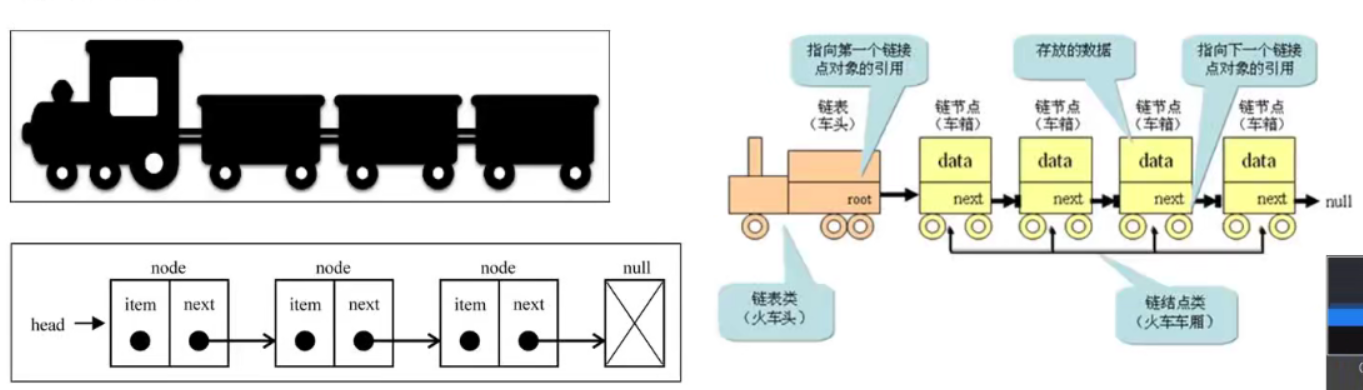 指向第一个链接
点对象的引用
存放的数据
指向下一个链接
点对象的引用
链表
（车头）
链节点
（车箱）
链节点
（车箱）
链节点
（车箱）
链节点
（车箱）
data
data
data
data
root
next
next
next
next
null
链表类
（火车头）
链结点类
（火车车厢）
node
node
node
null
item
next
item
next
item
next
head